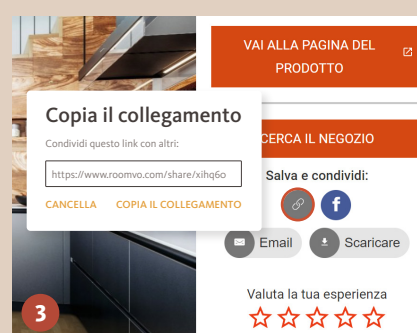 VAI ALLA PAGINA DEL
PRODOTTO
Copia il collegamento
Condividi questo link con altri:
https://www.roomvo.com/share/xihq6o
CANCELLA COPIA IL COLLEGAMENTO
CERCA IL NEGOZIO
Salva e condividi:
Email
Scaricare
Valuta la tua esperienza
3